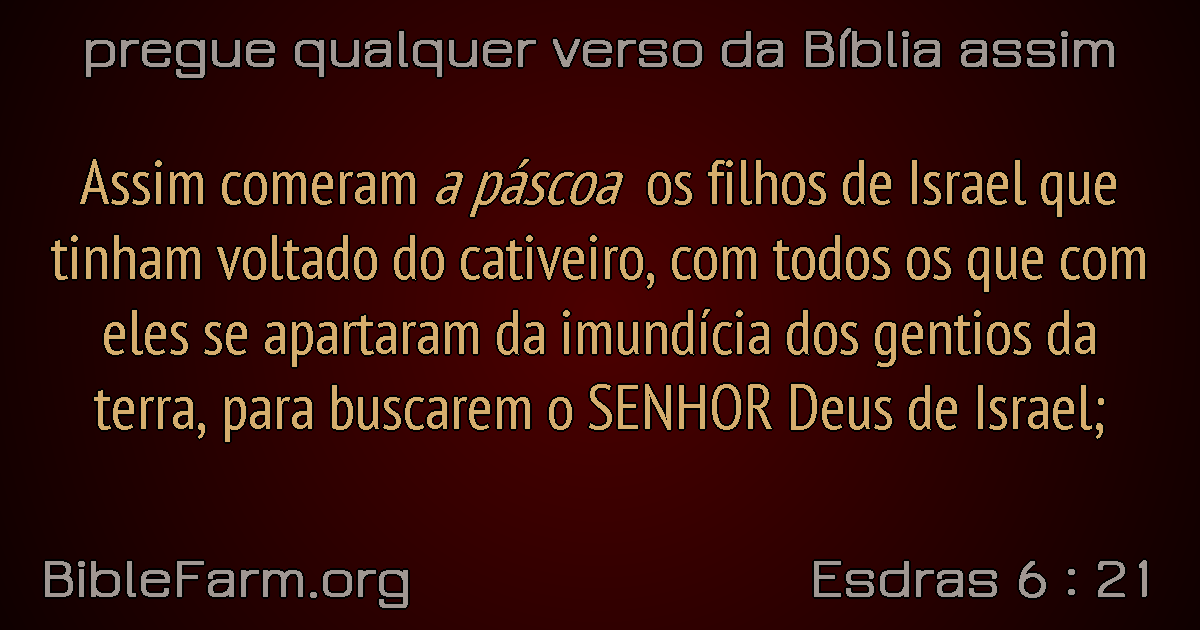 pregue qualquer verso da Bíblia assim
Assim comeram a páscoa os filhos de Israel que
tinham voltado do cativeiro, com todos os que com
eles se apartaram da imundícia dos gentios da
terra, para buscarem o SENHOR Deus de Israel;
BibleFarm.org
Esdras 6 : 21